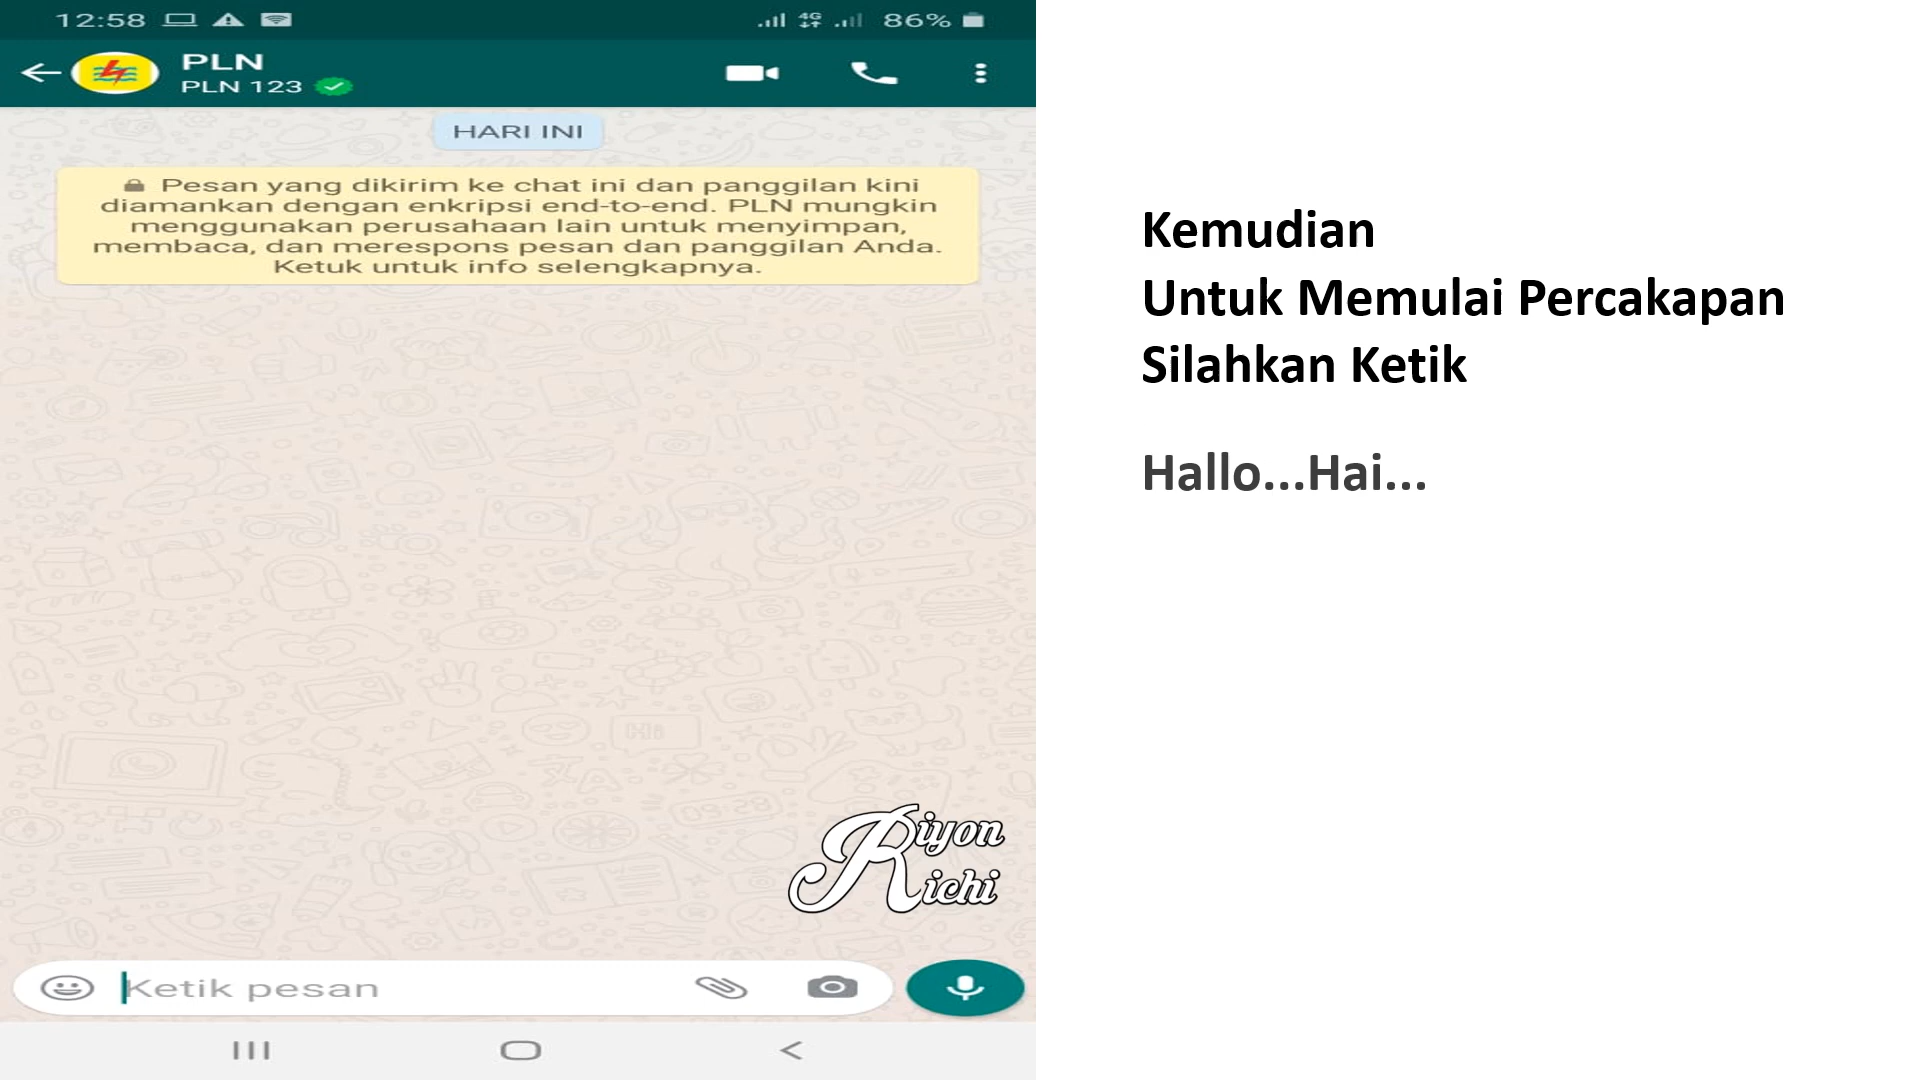 12:58
4G
86%
PLN
PLN 123
HARI INI
Pesan yang dikirim ke chat ini dan panggilan kini
diamankan dengan enkripsi end-to-end. PLN mungkin
menggunakan perusahaan lain untuk menyimpan,
membaca, dan merespons pesan dan panggilan Anda.
Ketuk untuk info selengkapnya.
Riyon
Richi
Ketik pesan
Kemudian
Untuk Memulai Percakapan
Silahkan Ketik
Hallo...Hai...